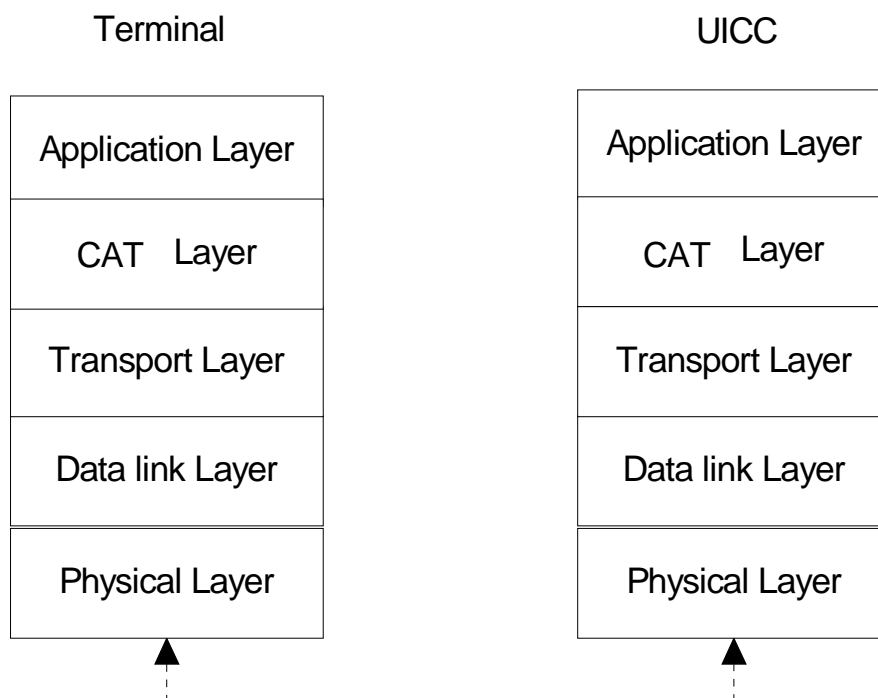 Terminal
UICC
Application Layer
CAT Layer
Transport Layer
Data link Layer
Physical Layer
Application Layer
CAT Layer
Transport Layer
Data link Layer
Physical Layer